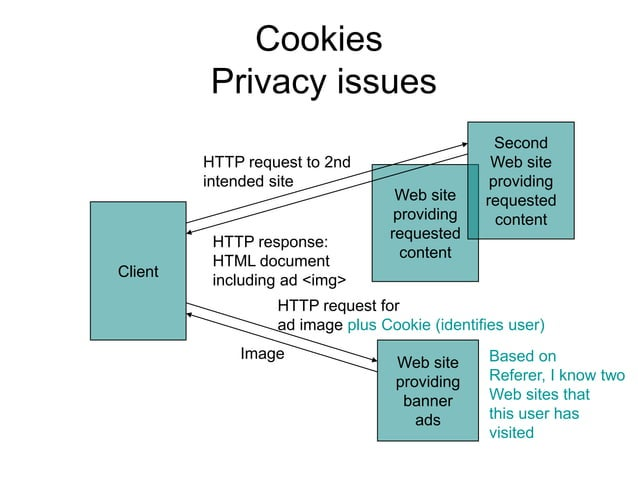 Cookies
Privacy issues
Second
Web site
providing
requested
content
HTTP request to 2nd
intended site
Web site
providing
requested
content
Client
HTTP response:
HTML document
including ad <img>
HTTP request for
ad image plus Cookie (identifies user)
Image
Web site
providing
banner
ads
Based on
Referer, I know two
Web sites that
this user has
visited